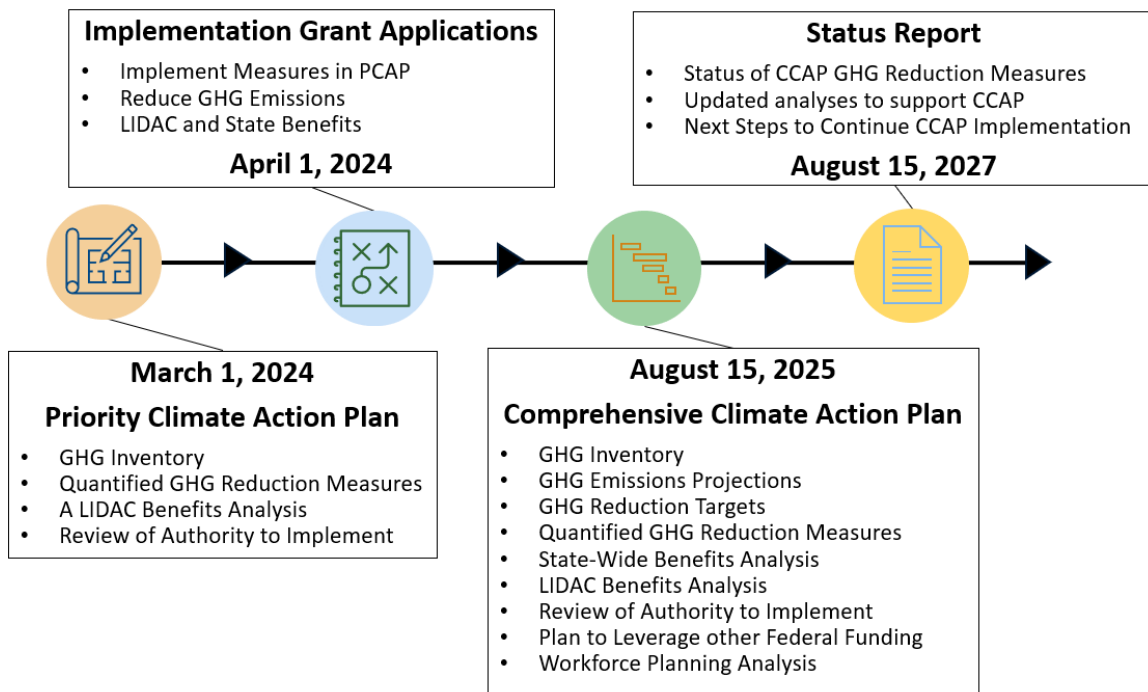 Implementation Grant Applications
• Implement Measures in PCAP
• Reduce GHG Emissions
• LIDAC and State Benefits
April 1, 2024
Status Report
• Status of CCAP GHG Reduction Measures
• Updated analyses to support CCAP
• Next Steps to Continue CCAP Implementation
August 15, 2027
March 1, 2024
Priority Climate Action Plan
• GHG Inventory
• Quantified GHG Reduction Measures
• A LIDAC Benefits Analysis
• Review of Authority to Implement
August 15, 2025
Comprehensive Climate Action Plan
• GHG Inventory
• GHG Emissions Projections
• GHG Reduction Targets
• Quantified GHG Reduction Measures
• State-Wide Benefits Analysis
• LIDAC Benefits Analysis
• Review of Authority to Implement
• Plan to Leverage other Federal Funding
• Workforce Planning Analysis